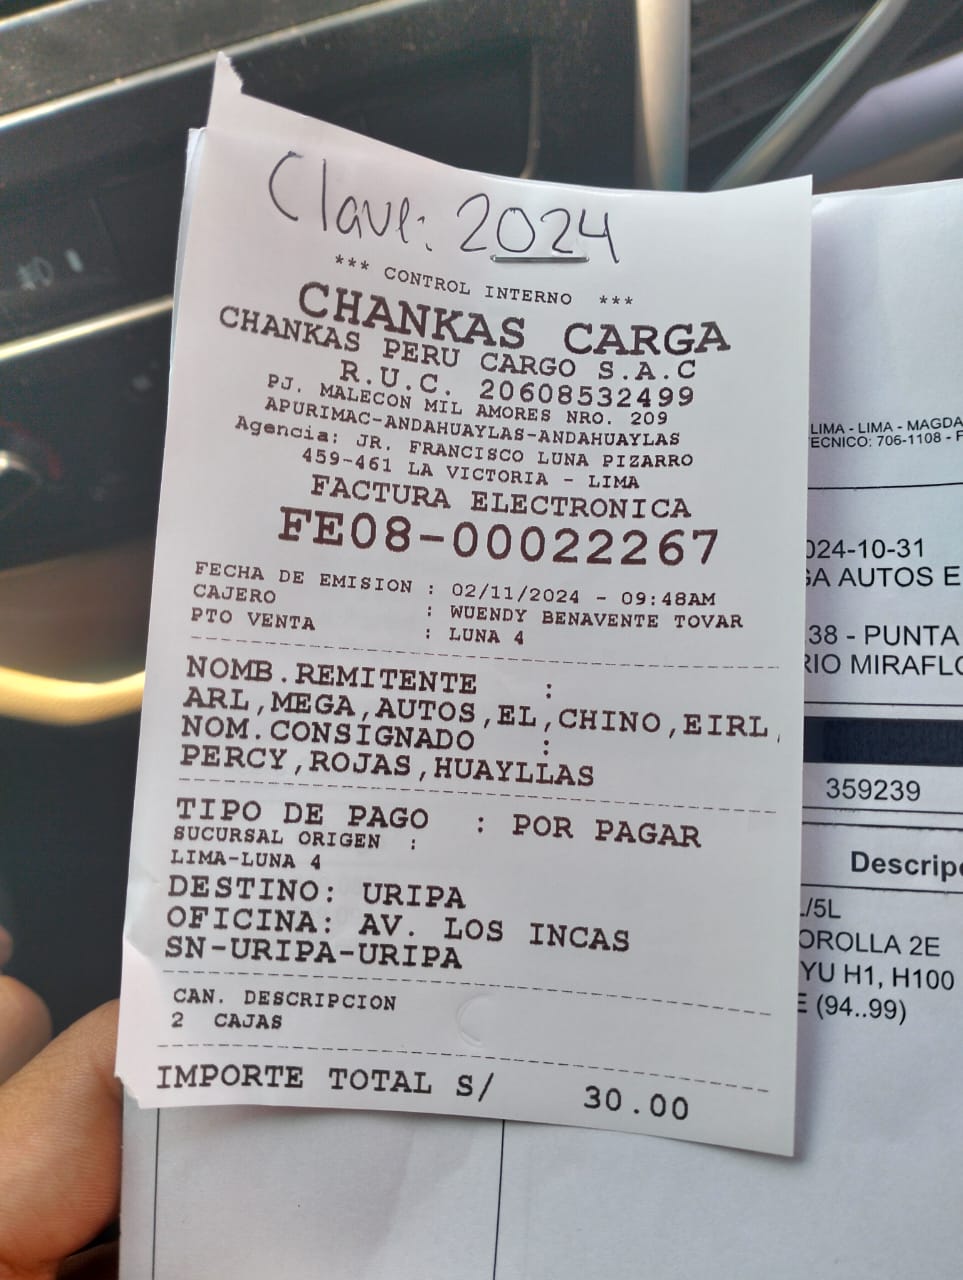 Clave: 2024
*** CONTROL INTERNO ***
CHANKAS CARGA
CHANKAS PERU CARGO S.A.C
R.U.C. 20608532499
PJ. MALECON MIL AMORES NRO. 209
APURIMAC-ANDAHUAYLAS-ANDAHUAYLAS
Agencia: JR. FRANCISCO LUNA PIZARRO
459-461 LA VICTORIA - LIMA
FACTURA ELECTRONICA
FE08-00022267
FECHA DE EMISION : 02/11/2024 - 09:48AM
CAJERO : WUENDY BENAVENTE TOVAR
PTO VENTA : LUNA 4
NOMB.REMITENTE :
ARL,MEGA,AUTOS,EL,CHINO,EIRL,
NOM.CONSIGNADO :
PERCY,ROJAS,HUAYLLAS
TIPO DE PAGO : POR PAGAR
SUCURSAL ORIGEN :
LIMA-LUNA 4
DESTINO: URIPA
OFICINA: AV. LOS INCAS
SN-URIPA-URIPA
CAN. DESCRIPCION
2 CAJAS
IMPORTE TOTAL S/ 30.00
LIMA - LIMA - MAGDA
ECNICO: 706-1108 - F
024-10-31
GA AUTOS E
38 - PUNTA
RIO MIRAFLO
359239
Descripc
L/5L
OROLLA 2E
YU H1, H100
E (94..99)